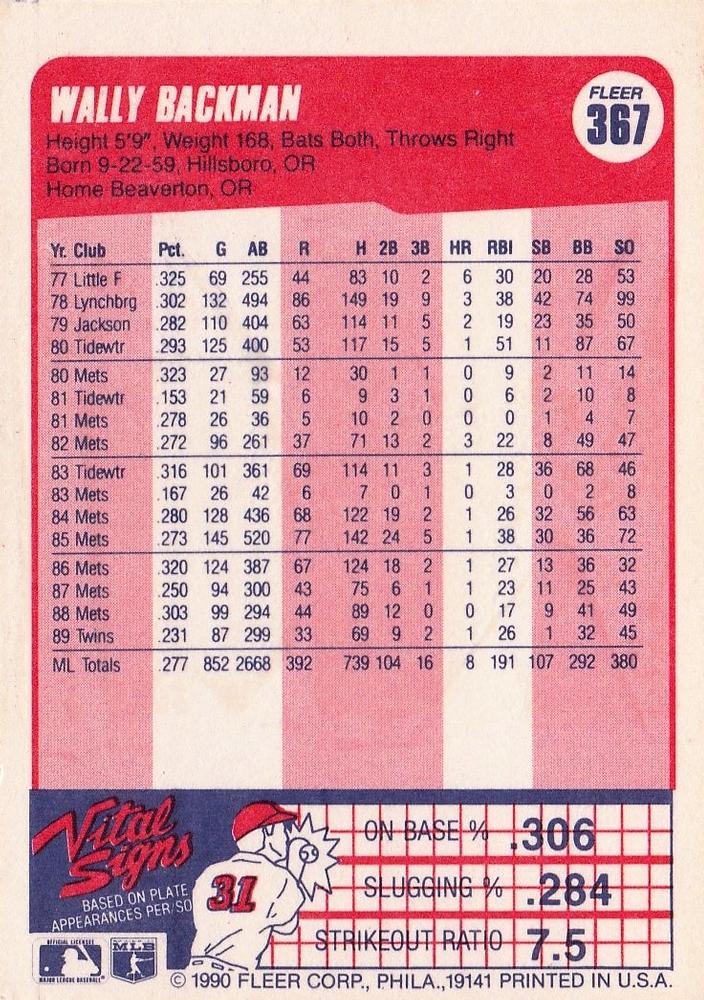 WALLY BACKMAN
FLEER
367
Height 5'9", Weight 168, Bats Both, Throws Right
Born 9-22-59, Hillsboro, OR
Home Beaverton, OR
Yr. Club Pct. G AB R H 2B 3B HR RBI SB BB SO
77 Little F .325 69 255 44 83 10 2 6 30 20 28 53
78 Lynchbrg .302 132 494 86 149 19 9 3 38 42 74 99
79 Jackson .282 110 404 63 114 11 5 2 19 23 35 50
80 Tidewtr .293 125 400 53 117 15 5 1 51 11 87 67
80 Mets .323 27 93 12 30 1 1 0 9 2 11 14
81 Tidewtr .153 21 59 6 9 3 1 0 6 2 10 8
81 Mets .278 26 36 5 10 2 0 0 0 1 4 7
82 Mets .272 96 261 37 71 13 2 3 22 8 49 47
83 Tidewtr .316 101 361 69 114 11 3 1 28 36 68 46
83 Mets .167 26 42 6 7 0 1 0 3 0 2 8
84 Mets .280 128 436 68 122 19 2 1 26 32 56 63
85 Mets .273 145 520 77 142 24 5 1 38 30 36 72
86 Mets .320 124 387 67 124 18 2 1 27 13 36 32
87 Mets .250 94 300 43 75 6 1 1 23 11 25 43
88 Mets .303 99 294 44 89 12 0 0 17 9 41 49
89 Twins .231 87 299 33 69 9 2 1 26 1 32 45
ML Totals .277 852 2668 392 739 104 16 8 191 107 292 380
Vital
Signs
BASED ON PLATE
APPEARANCES PER/SO
31
ON BASE % .306
SLUGGING % .284
STRIKEOUT RATIO 7.5
OFFICIAL LICENSEE
MAJOR LEAGUE BASEBALL
MLB
© 1990 FLEER CORP., PHILA., 19141 PRINTED IN U.S.A.